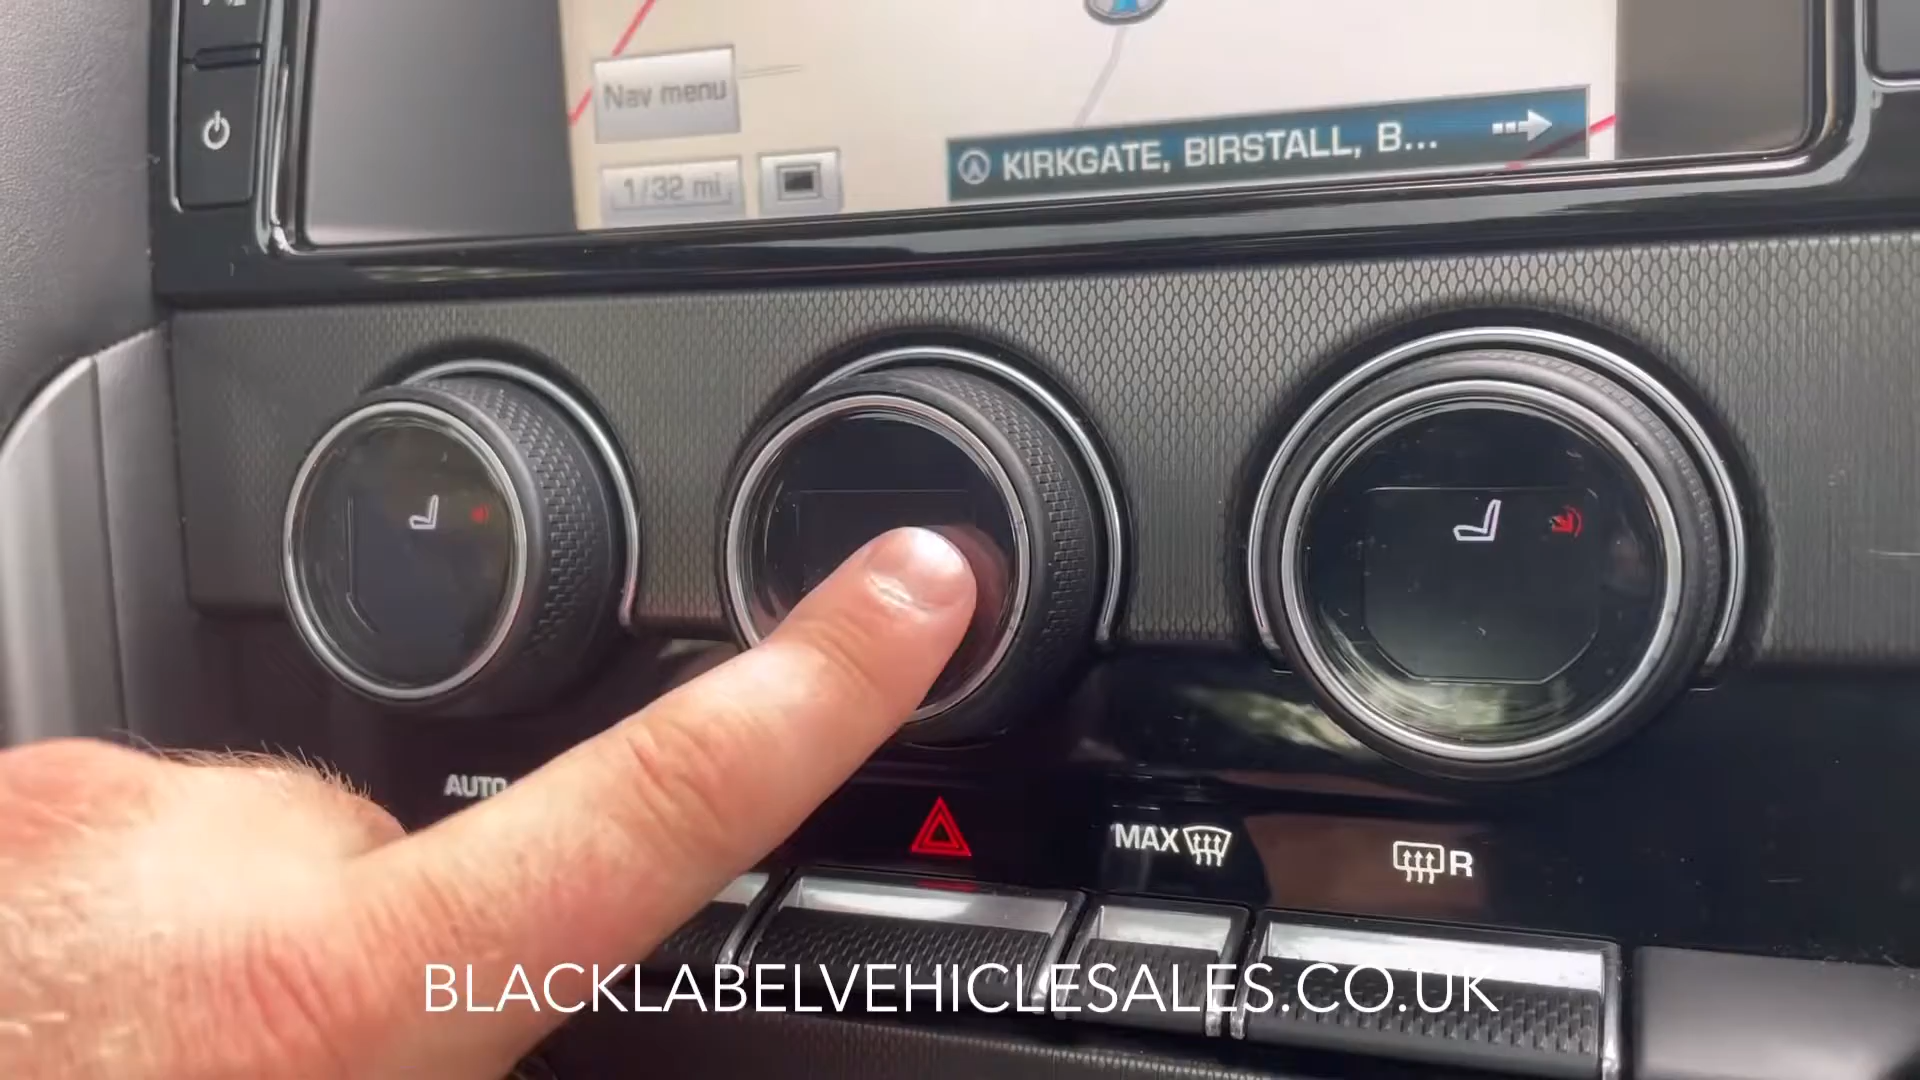 Nav menu
1/32 mi
KIRKGATE, BIRSTALL, B...
AUTO
MAX
R
BLACKLABELVEHICLESALES.CO.UK